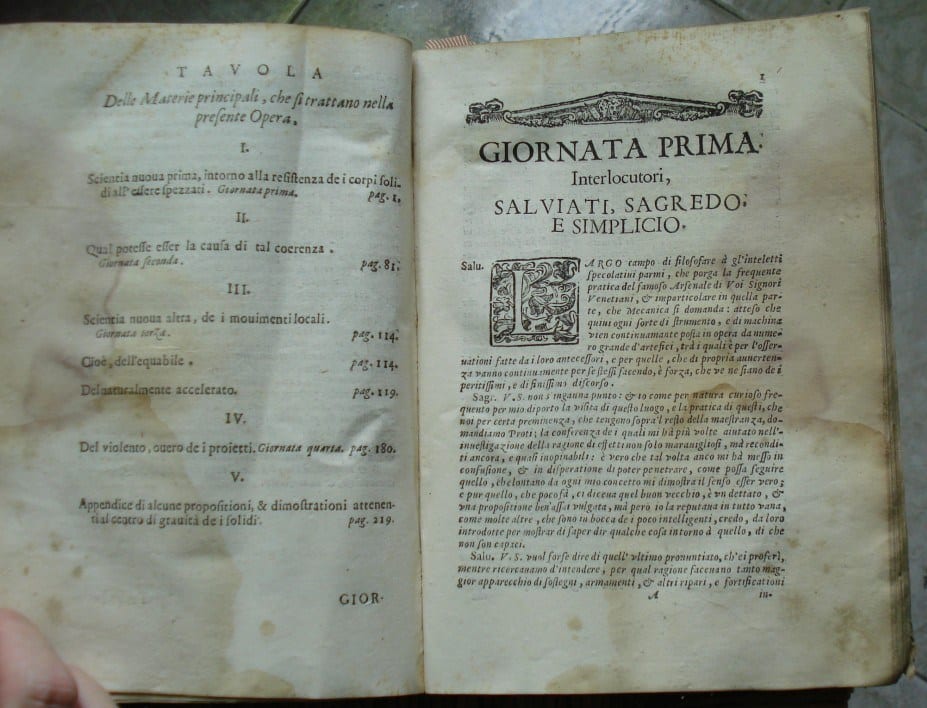 TAVOLA
Delle Materie principali, che si trattano nella
presente Opera.
I.
Scientia nuoua prima, intorno alla resistenza de i corpi soli-
di all'essere spezzati. Giornata prima. pag. 1.
II.
Qual potesse esser la causa di tal coerenza.
Giornata seconda. pag. 81.
III.
Scientia nuoua altra, de i mouimenti locali.
Giornata terza. pag. 114.
Cioè, dell'equabile. pag. 114.
Del naturalmente accelerato. pag. 119.
IV.
Del violento, ouero de i proietti. Giornata quarta. pag. 180.
V.
Appendice di alcune propositioni, & dimostrationi attenen-
ti al centro di grauità de i solidi. pag. 219.
GIOR-
1
GIORNATA PRIMA.
Interlocutori,
SALVIATI, SAGREDO,
E SIMPLICIO.
Salu. LARGO campo di filosofare à gl'inteletti
specolatiui parmi, che porga la frequente
pratica del famoso Arsenale di Voi Signori
Venetiani, & imparticolare in quella par-
te, che Mecanica si domanda: atteso che
quiui ogni sorte di strumento, e di machina
vien continuamente posta in opera da nume-
ro grande d'artefici, trà i quali è per l'osser-
uationi fatte da i loro antecessori, e per quelle, che di propria auuerten-
za vanno continuamente per se stessi facendo, è forza, che ve ne siano de i
peritissimi, e di finissimo discorso.
Sagr. V. S. non s'inganna punto: & io come per natura curioso fre-
quento per mio diporto la visita di questo luogo, e la pratica di questi, che
noi per certa preminenza, che tengono sopra'l resto della maestranza, do-
mandiamo Proti; la conferenza de i quali mi hà più volte aiutato nell'in-
uestigazione della ragione di effetti non solo marauigliosi, mà recondi-
ti ancora, e quasi inopinabili: è vero che tal volta anco mi hà messo in
confusione, & in disperatione di poter penetrare, come possa seguire
quello, che lontano da ogni mio concetto mi dimostra il senso esser vero;
e pur quello, che poco fà, ci diceua quel buon vecchio, è vn dettato, &
vna propositione ben'assai vulgata, mà però io la reputaua in tutto vana,
come molte altre, che sono in bocca de i poco intelligenti, credo, da loro
introdotte per mostrar di saper dir qualche cosa intorno à quello, di che
non son capaci.
Salu. V. S. vuol forse dire di quell'vltimo pronuntiato, ch'ei proferì,
mentre ricercauamo d'intendere, per qual ragione faceuano tanto mag-
gior apparecchio di sostegni, armamenti, & altri ripari, e fortificationi
A in-